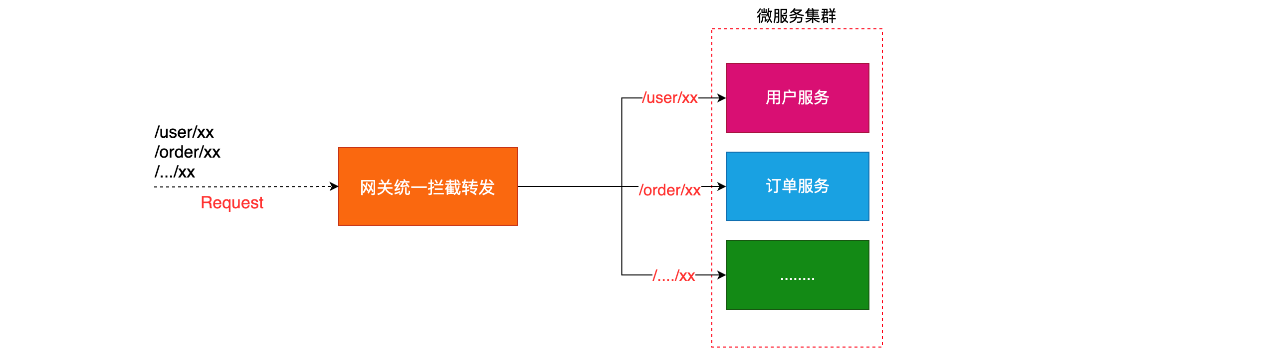 微服务集群
/user/xx
/order/xx
/.../xx
Request
网关统一拦截转发
/user/xx
用户服务
/order/xx
订单服务
/..../xx
........